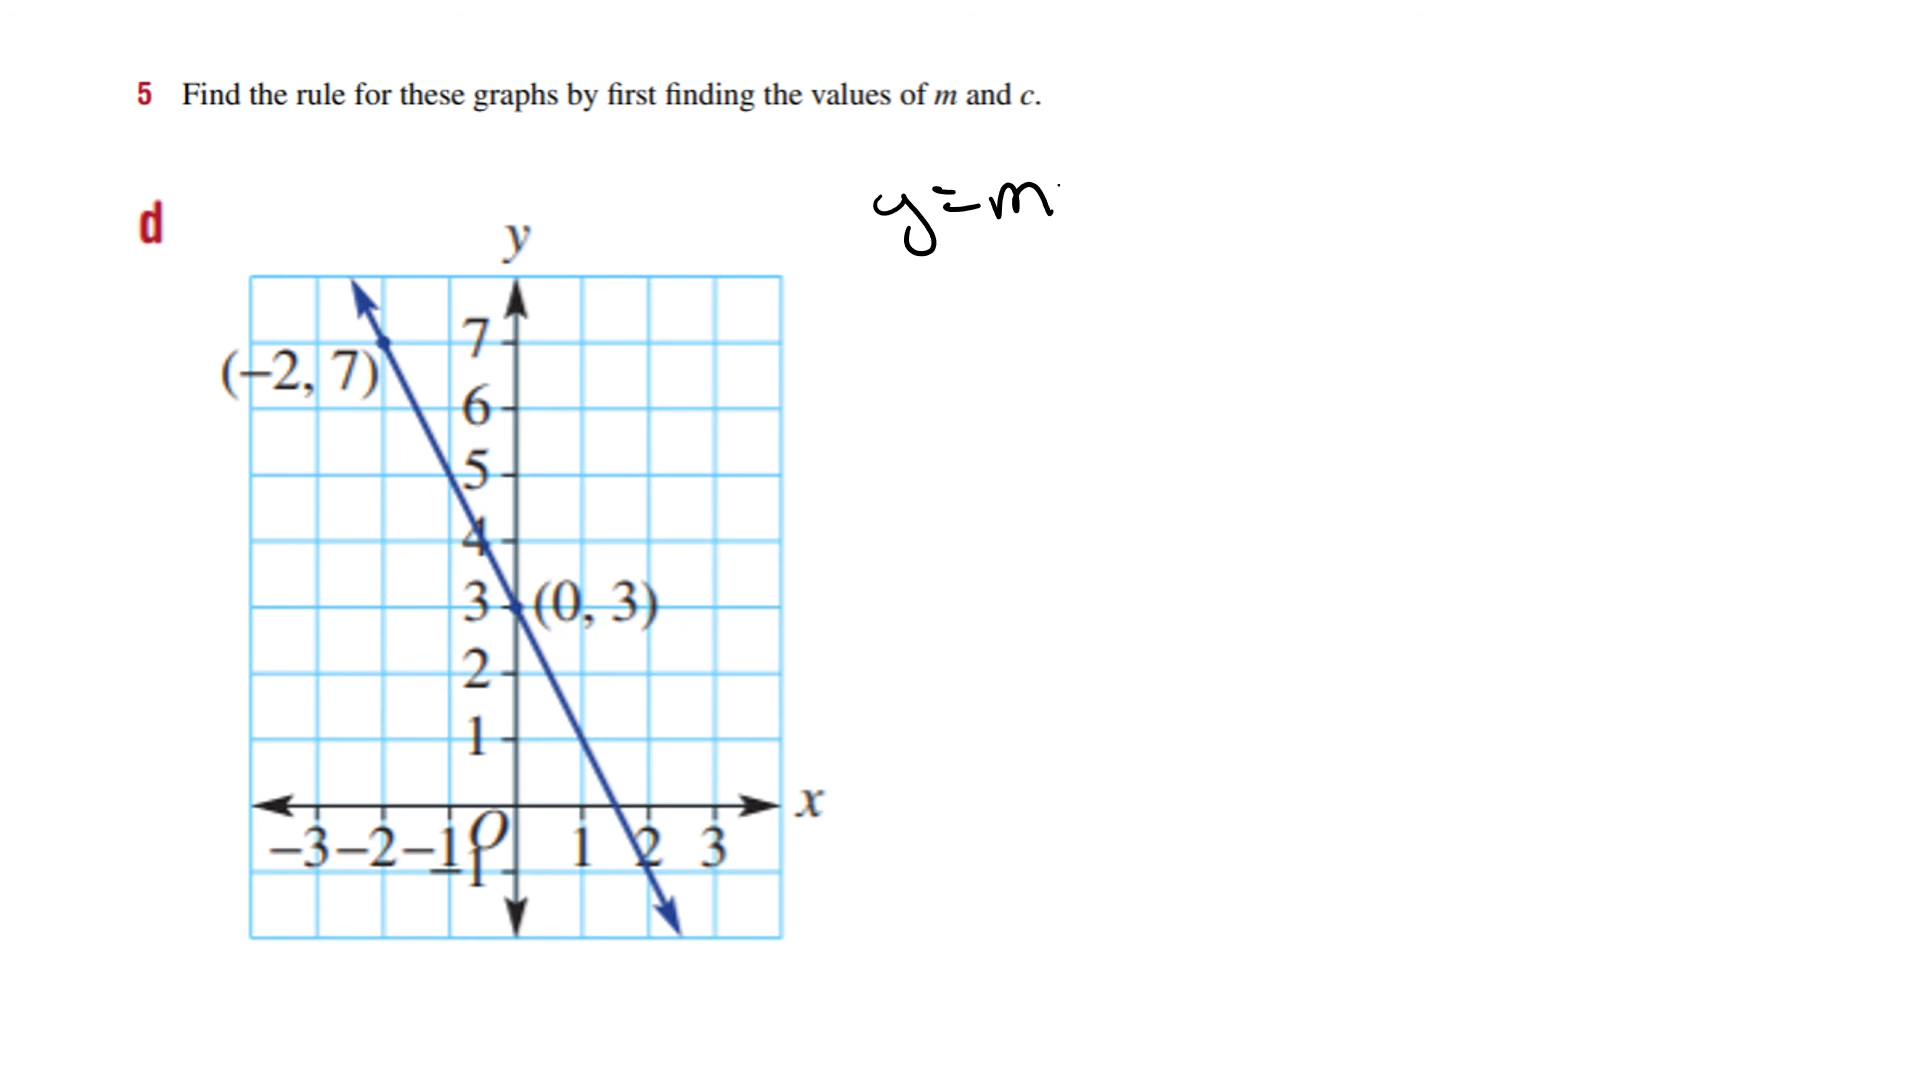 5 Find the rule for these graphs by first finding the values of m and c.
y=m
d
y
7
(−2, 7)
6
5
4
3 (0, 3)
2
1
x
−3 −2 −1 O 1 2 3
−1